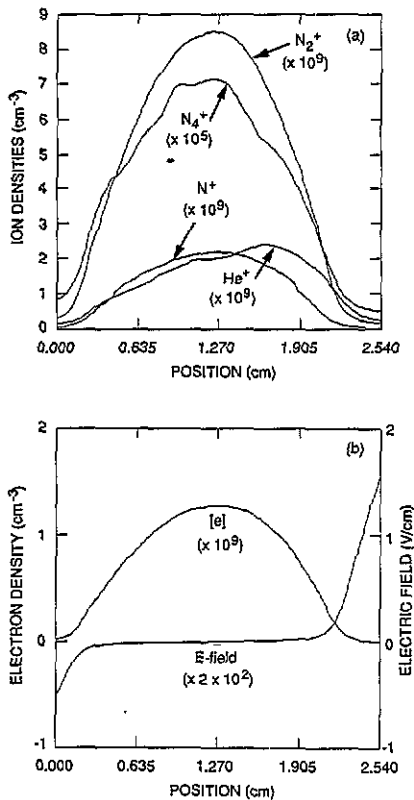 (a)
9
8
7
6
5
4
3
2
1
0
ION DENSITIES (cm⁻³)
N₂⁺
(x 10⁹)
N₄⁺
(x 10⁵)
N⁺
(x 10⁹)
He⁺
(x 10⁹)
0.000 0.635 1.270 1.905 2.540
POSITION (cm)
(b)
2
1
0
-1
ELECTRON DENSITY (cm⁻³)
[e]
(x 10⁹)
E-field
(x 2 x 10²)
2
1
0
-1
ELECTRIC FIELD (V/cm)
0.000 0.635 1.270 1.905 2.540
POSITION (cm)